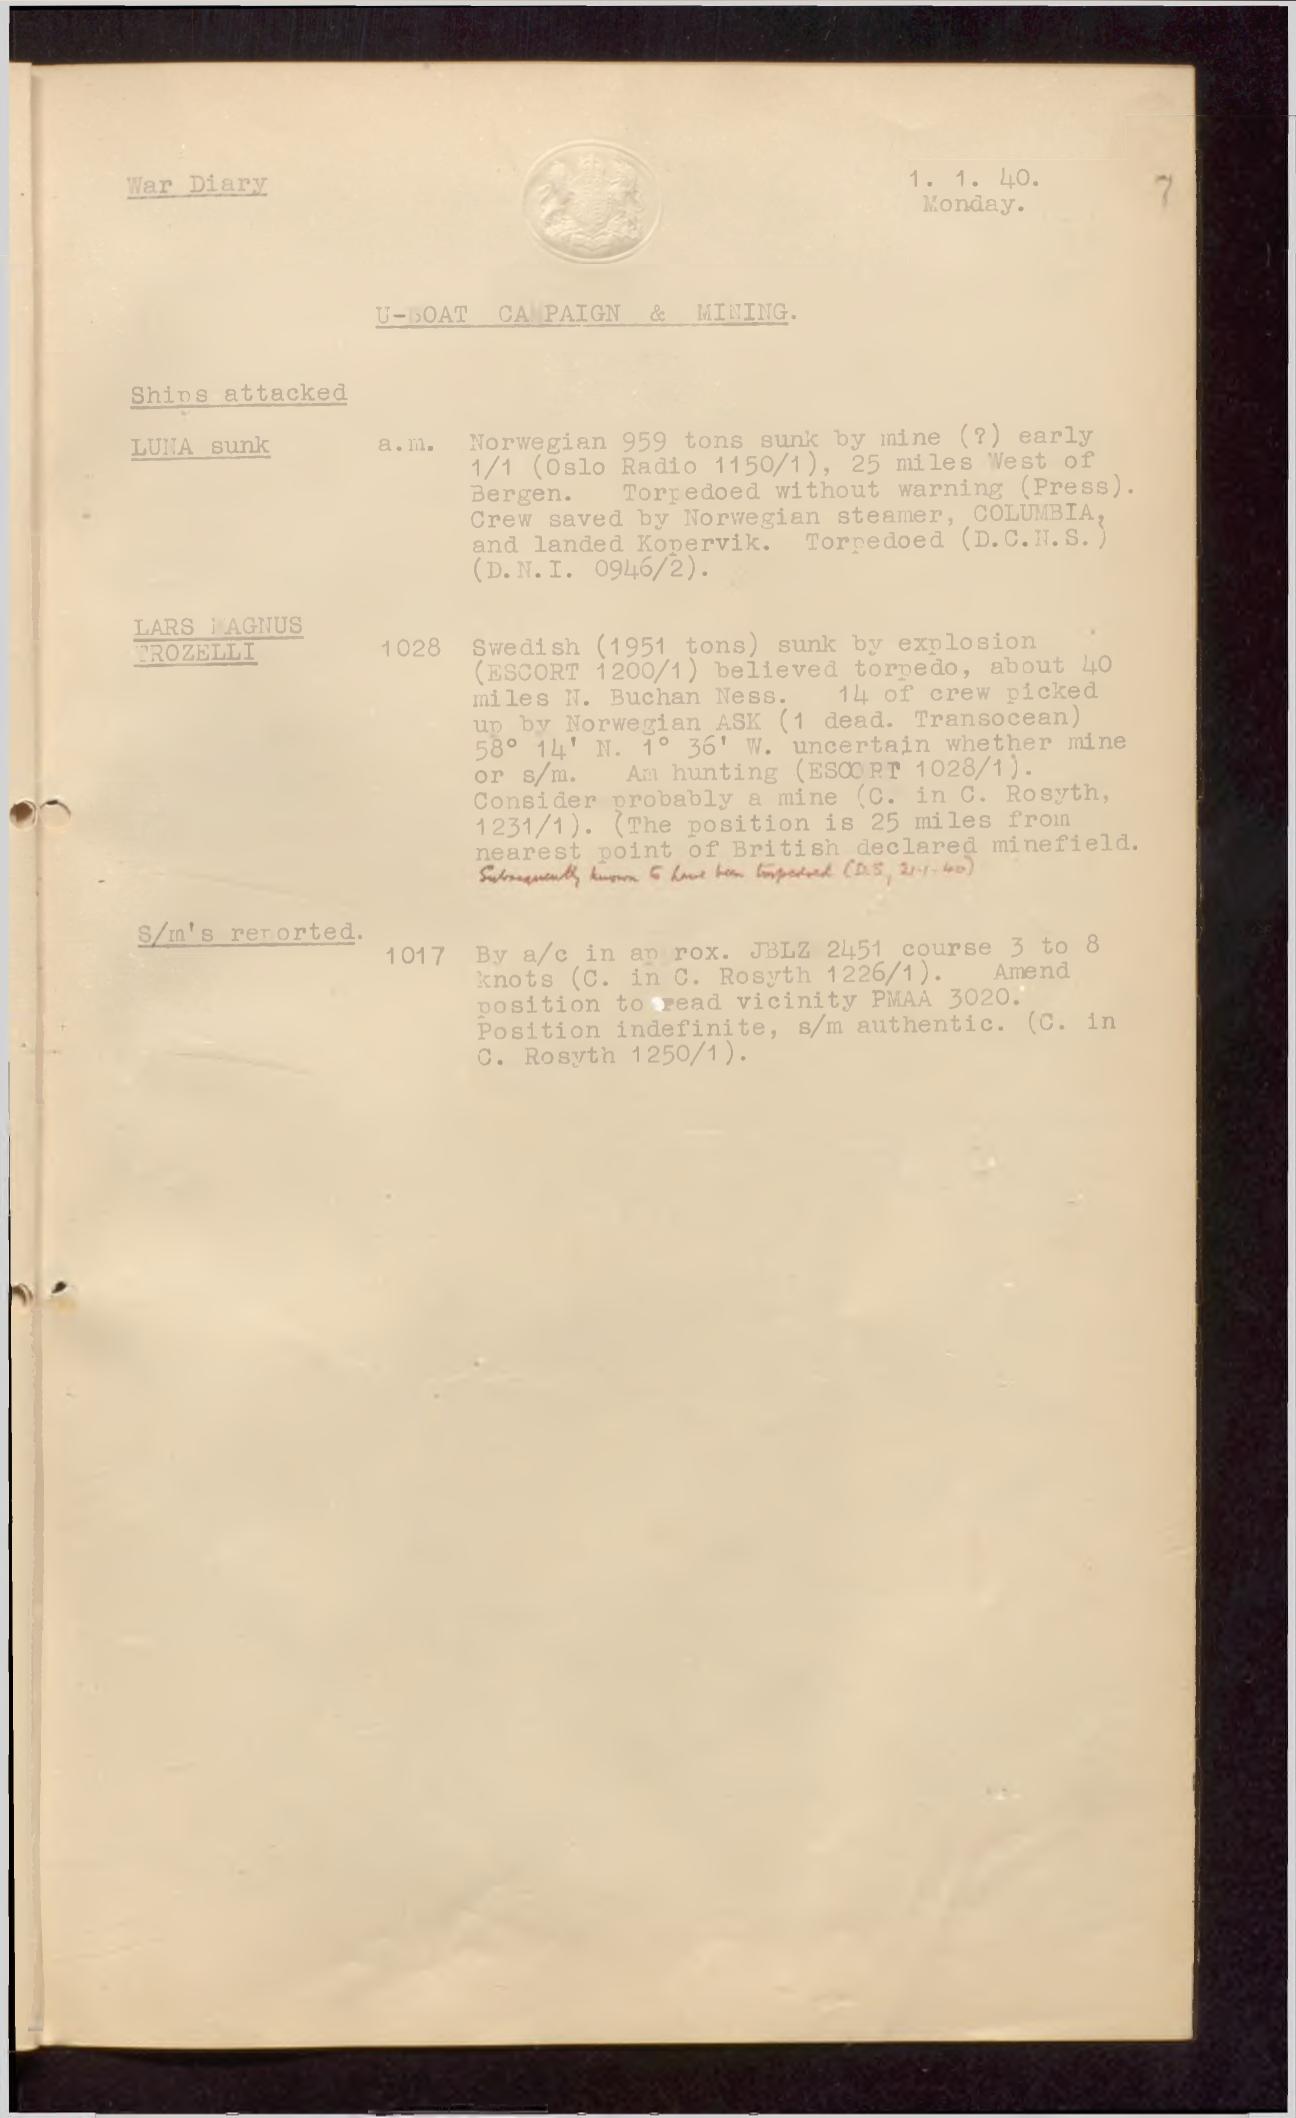 War Diary
1. 1. 40.
7
Monday.
U-BOAT CAMPAIGN & MINING.
Ships attacked
LUNA sunk a.m. Norwegian 959 tons sunk by mine (?) early
1/1 (Oslo Radio 1150/1), 25 miles West of
Bergen. Torpedoed without warning (Press).
Crew saved by Norwegian steamer, COLUMBIA,
and landed Kopervik. Torpedoed (D.C.N.S.)
(D.N.I. 0946/2).
LARS MAGNUS
TROZELLI 1028 Swedish (1951 tons) sunk by explosion
(ESCORT 1200/1) believed torpedo, about 40
miles N. Buchan Ness. 14 of crew picked
up by Norwegian ASK (1 dead. Transocean)
58° 14' N. 1° 36' W. uncertain whether mine
or s/m. Am hunting (ESCORT 1028/1).
Consider probably a mine (C. in C. Rosyth,
1231/1). (The position is 25 miles from
nearest point of British declared minefield.
Subsequently known to have been torpedoed (D.S, 21-1-40)
S/m's reported.
1017 By a/c in approx. JBLZ 2451 course 3 to 8
knots (C. in C. Rosyth 1226/1). Amend
position to read vicinity PMAA 3020.
Position indefinite, s/m authentic. (C. in
C. Rosyth 1250/1).